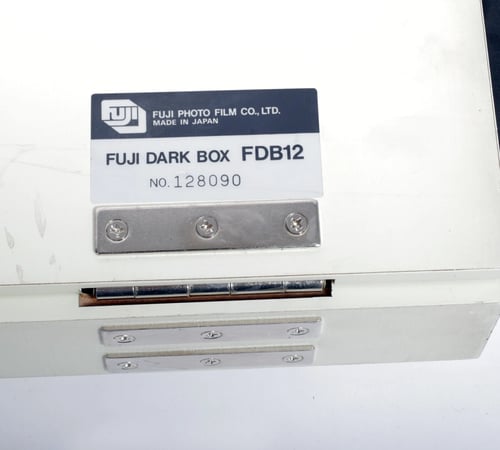 FUJI
FUJI PHOTO FILM CO., LTD.
MADE IN JAPAN
FUJI DARK BOX FDB12
NO. 128090